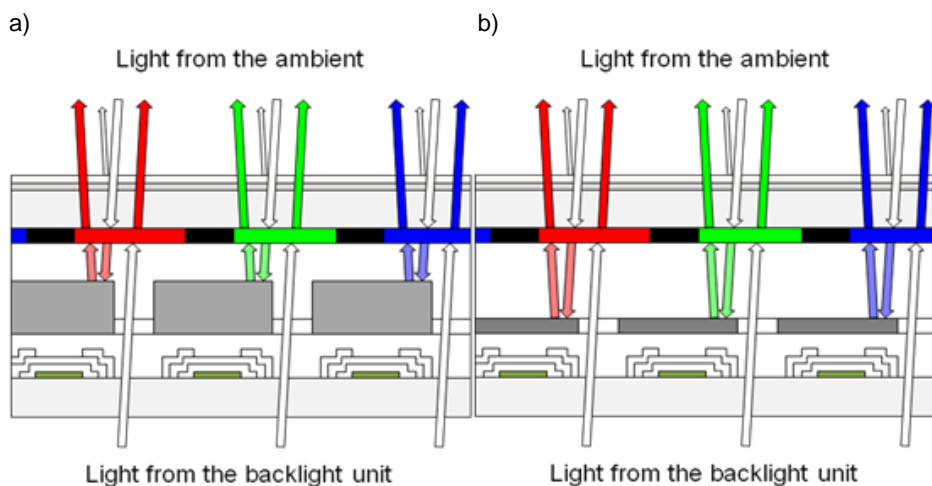 a)
b)
Light from the ambient
Light from the ambient
Light from the backlight unit
Light from the backlight unit